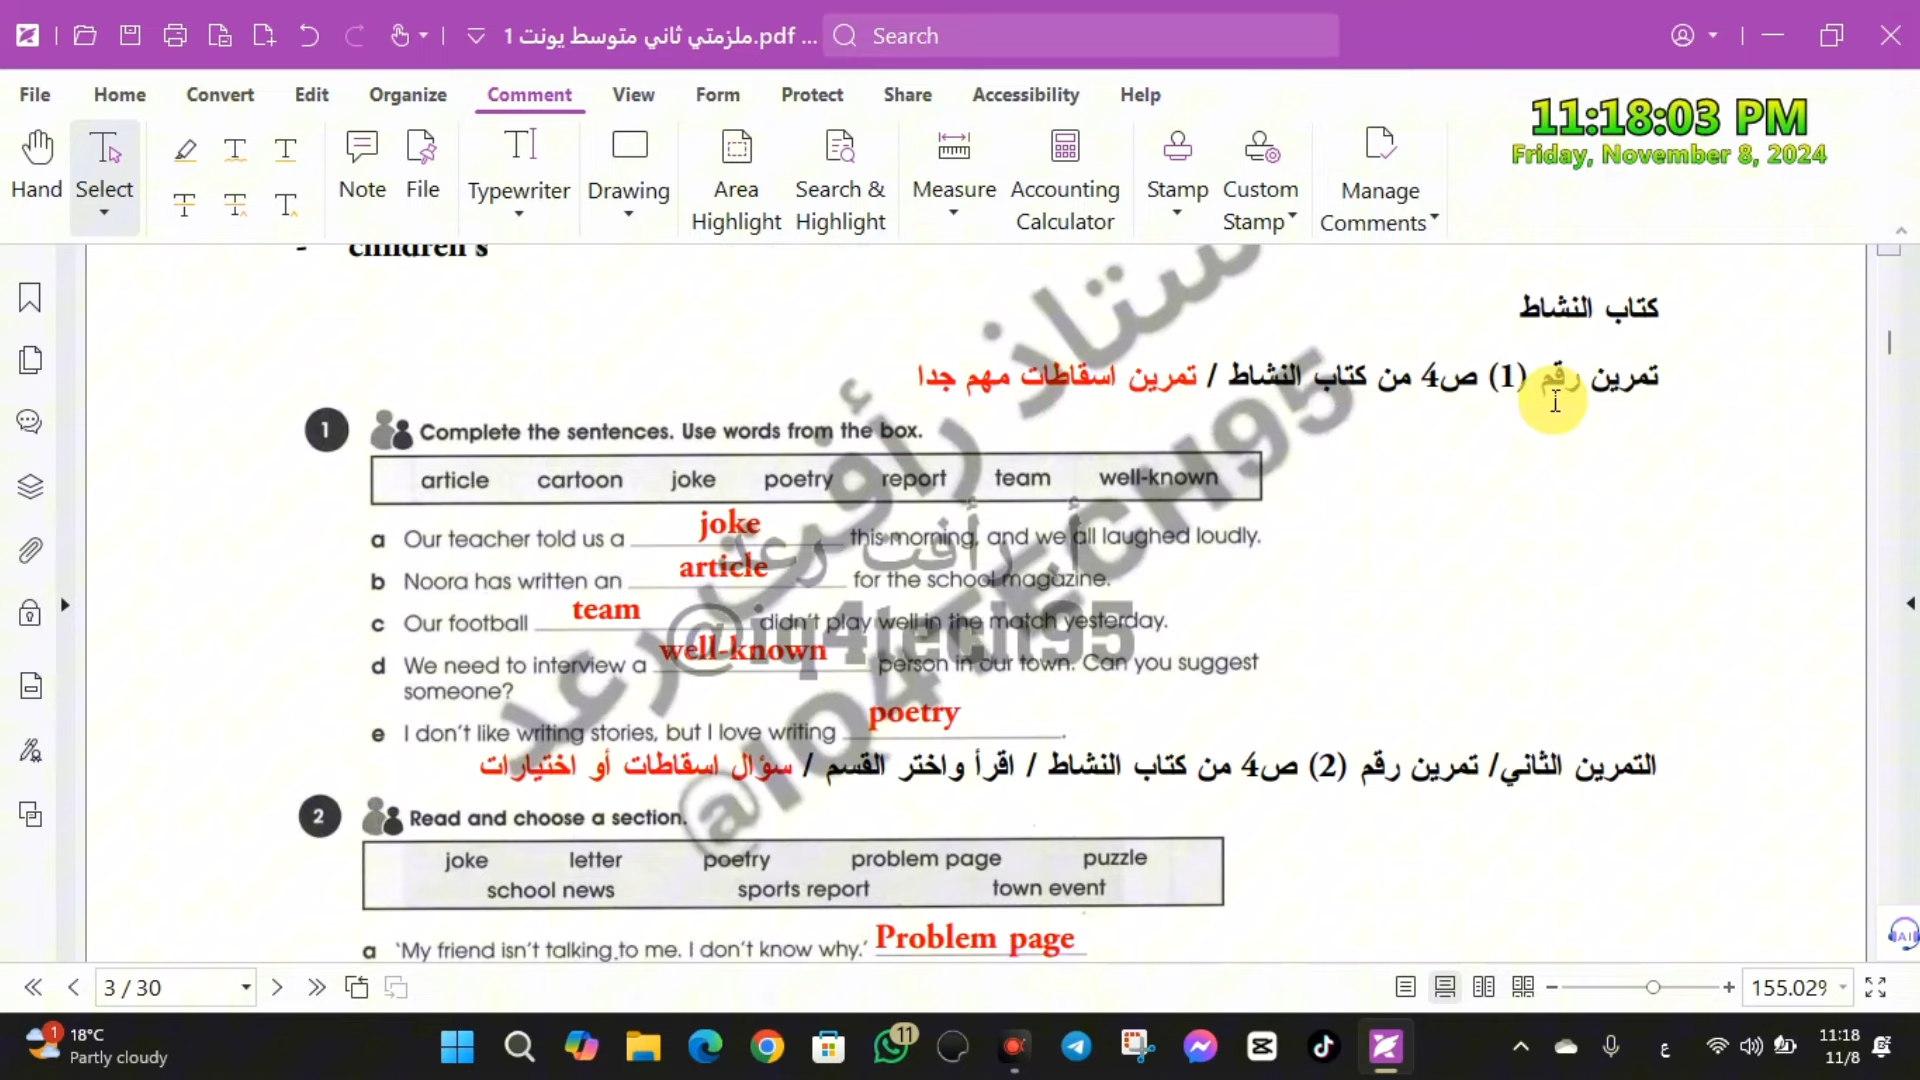 ملزمتي ثاني متوسط يونت 1.pdf ...
Search
File Home Convert Edit Organize Comment View Form Protect Share Accessibility Help
11:18:03 PM
Friday, November 8, 2024
Hand Select Note File Typewriter Drawing Area Highlight Search & Highlight Measure Accounting Calculator Stamp Custom Stamp Manage Comments
- children's
كتاب النشاط
تمرين رقم (1) ص4 من كتاب النشاط / تمرين اسقاطات مهم جدا
1 Complete the sentences. Use words from the box.
article cartoon joke poetry report team well-known
a Our teacher told us a joke this morning, and we all laughed loudly.
b Noora has written an article for the school magazine.
c Our football team didn't play well in the match yesterday.
d We need to interview a well-known person in our town. Can you suggest
someone?
e I don't like writing stories, but I love writing poetry.
التمرين الثاني/ تمرين رقم (2) ص4 من كتاب النشاط / اقرأ واختر القسم / سؤال اسقاطات أو اختيارات
2 Read and choose a section.
joke letter poetry problem page puzzle
school news sports report town event
a 'My friend isn't talking to me. I don't know why.' Problem page
@iq4tech95
@IQ4TECH95
3 / 30
155.029
AI
1
18°C
Partly cloudy
11
ع
11:18
11/8